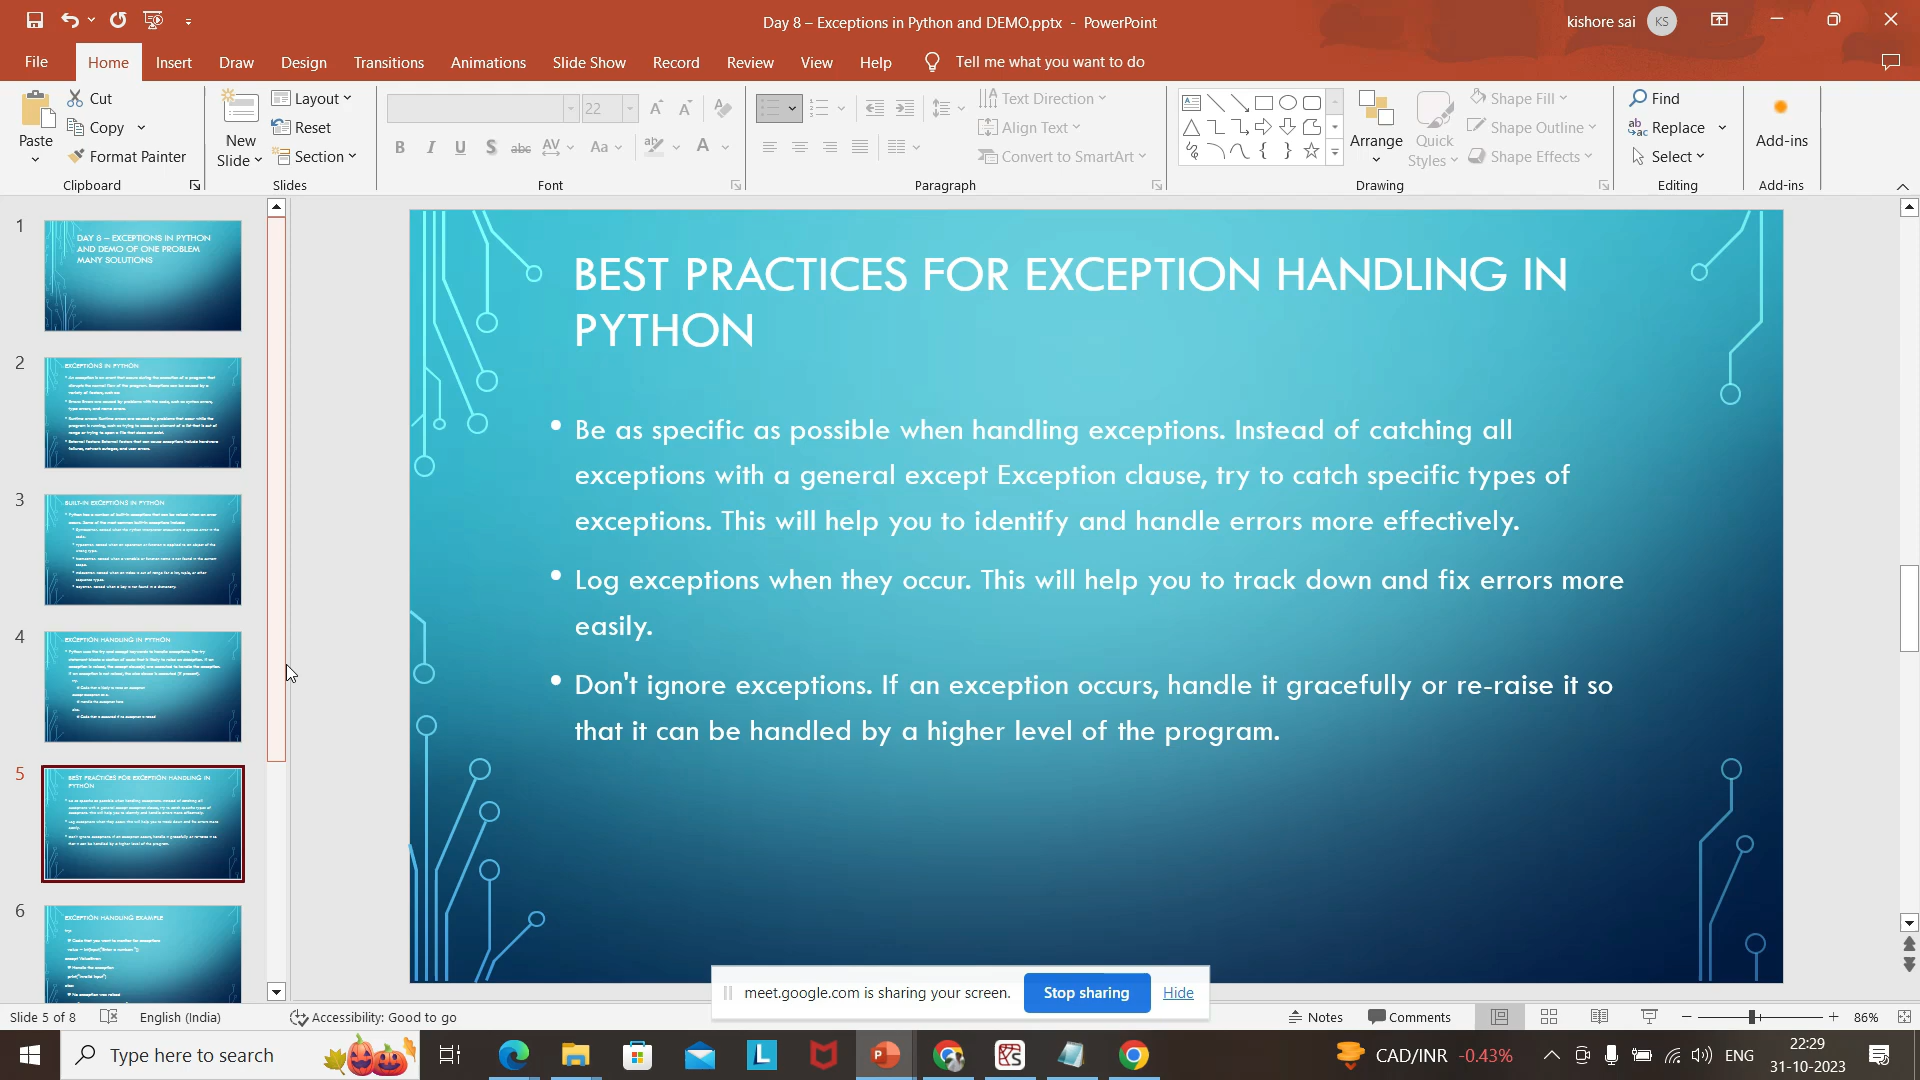 Day 8 – Exceptions in Python and DEMO.pptx - PowerPoint
kishore sai
KS
File
Home
Insert
Draw
Design
Transitions
Animations
Slide Show
Record
Review
View
Help
Tell me what you want to do
Paste
Cut
Copy
Format Painter
Clipboard
New
Slide
Layout
Reset
Section
Slides
22
B I U S abc AV Aa A
Font
Text Direction
Align Text
Convert to SmartArt
Paragraph
Arrange
Quick
Styles
Shape Fill
Shape Outline
Shape Effects
Drawing
Find
Replace
Select
Editing
Add-ins
Add-ins
1
DAY 8 – EXCEPTIONS IN PYTHON
AND DEMO OF ONE PROBLEM
MANY SOLUTIONS
2
EXCEPTIONS IN PYTHON
3
BUILT-IN EXCEPTIONS IN PYTHON
4
EXCEPTION HANDLING IN PYTHON
5
BEST PRACTICES FOR EXCEPTION HANDLING IN
PYTHON
6
EXCEPTION HANDLING EXAMPLE
BEST PRACTICES FOR EXCEPTION HANDLING IN
PYTHON
• Be as specific as possible when handling exceptions. Instead of catching all
exceptions with a general except Exception clause, try to catch specific types of
exceptions. This will help you to identify and handle errors more effectively.
• Log exceptions when they occur. This will help you to track down and fix errors more
easily.
• Don't ignore exceptions. If an exception occurs, handle it gracefully or re-raise it so
that it can be handled by a higher level of the program.
meet.google.com is sharing your screen.
Stop sharing
Hide
Slide 5 of 8
English (India)
Accessibility: Good to go
Notes
Comments
86%
Type here to search
CAD/INR -0.43%
ENG
22:29
31-10-2023